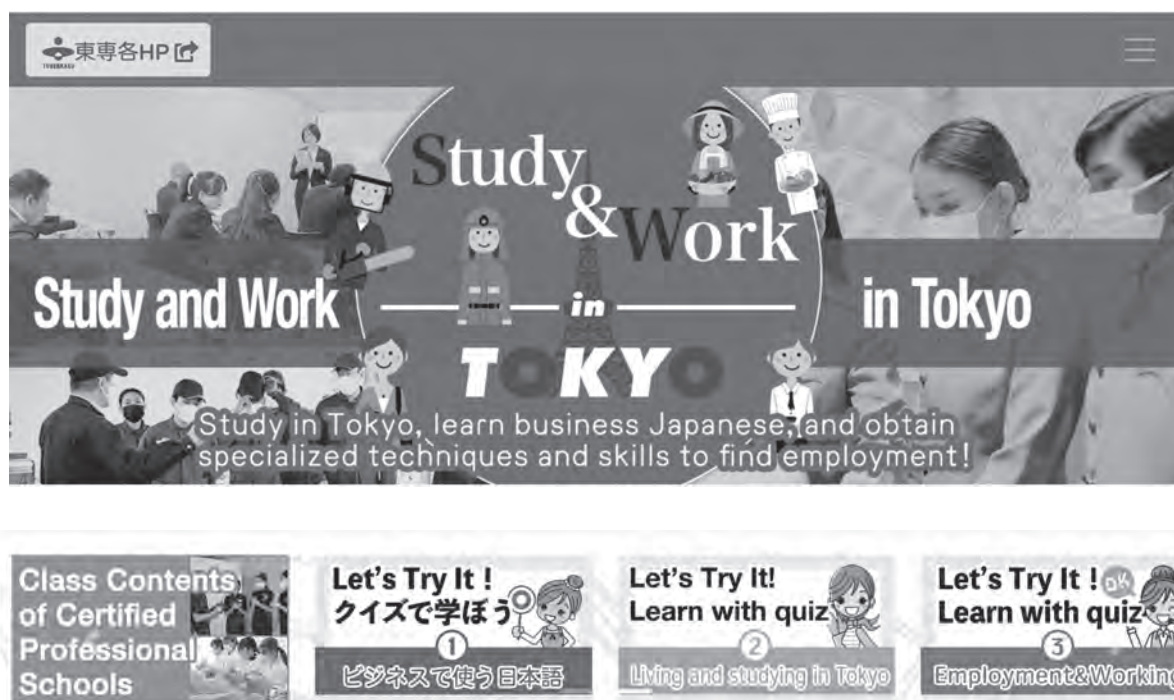 東専各HP
Study
&Work
in
TOKYO
Study and Work
in Tokyo
Study in Tokyo, learn business Japanese, and obtain
specialized techniques and skills to find employment!
Class Contents
of Certified
Professional
Schools
Let's Try It !
クイズで学ぼう
①
ビジネスで使う日本語
Let's Try It!
Learn with quiz
②
Living and studying in Tokyo
Let's Try It !
OK
Learn with quiz
③
Employment&Working